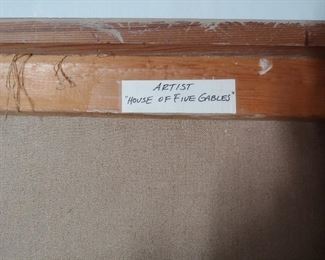 ARTIST
"HOUSE OF FIVE GABLES"